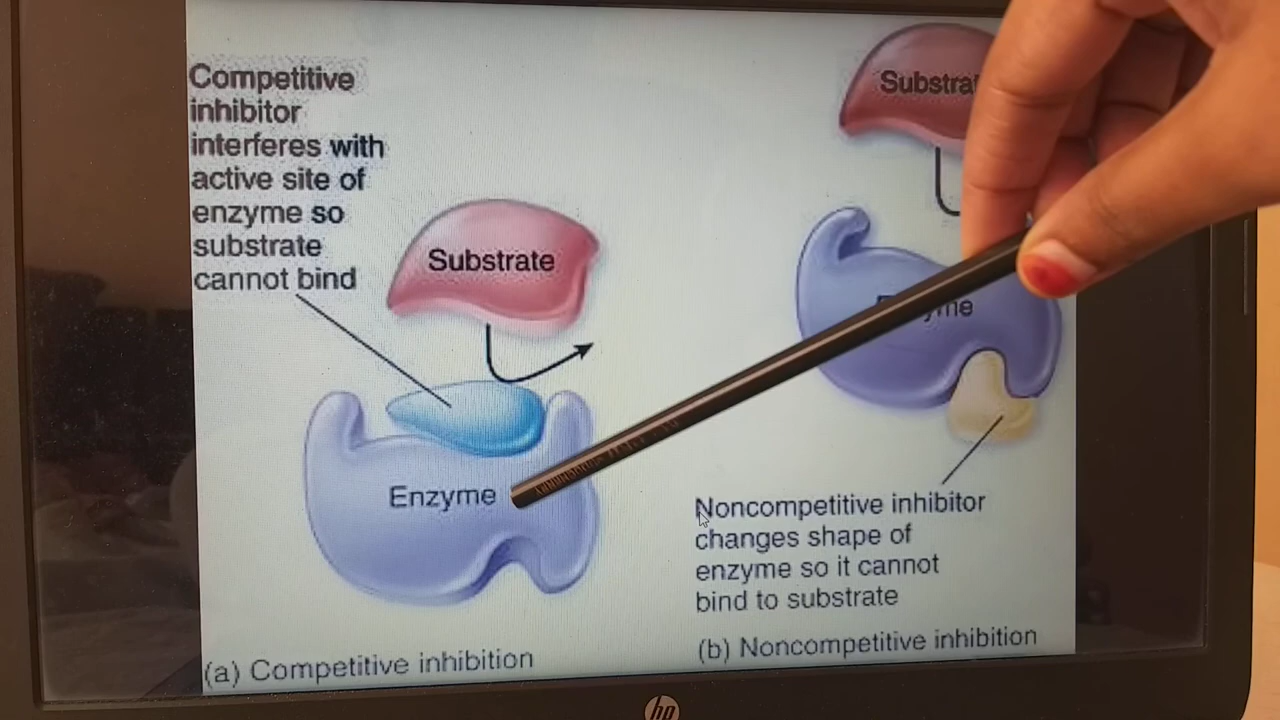 Competitive
inhibitor
interferes with
active site of
enzyme so
substrate
cannot bind
Substrate
Enzyme
(a) Competitive inhibition
Noncompetitive inhibitor
changes shape of
enzyme so it cannot
bind to substrate
(b) Noncompetitive inhibition
hp